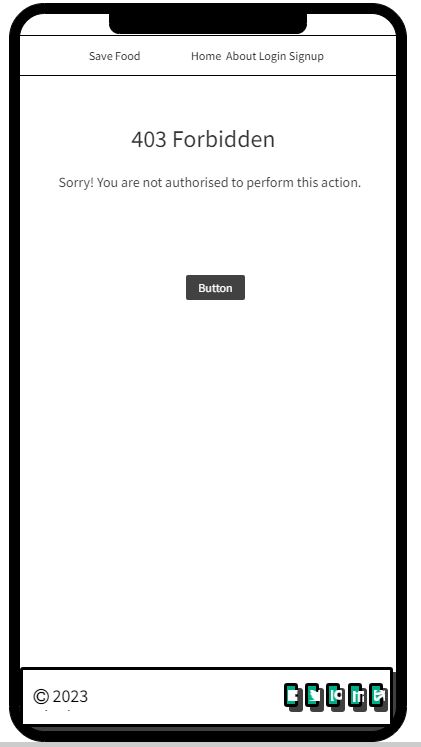 Save Food Home About Login Signup
403 Forbidden
Sorry! You are not authorised to perform this action.
Button
© 2023